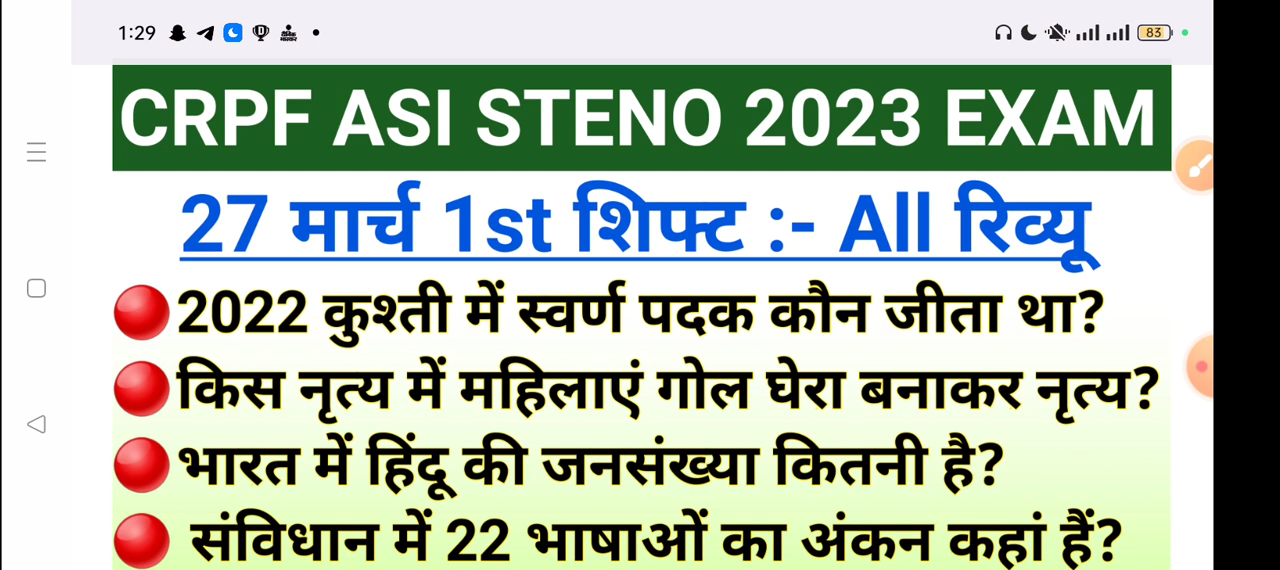 1:29
83
CRPF ASI STENO 2023 EXAM
27 मार्च 1st शिफ्ट :- All रिव्यू
2022 कुश्ती में स्वर्ण पदक कौन जीता था?
किस नृत्य में महिलाएं गोल घेरा बनाकर नृत्य?
भारत में हिंदू की जनसंख्या कितनी है?
संविधान में 22 भाषाओं का अंकन कहां हैं?